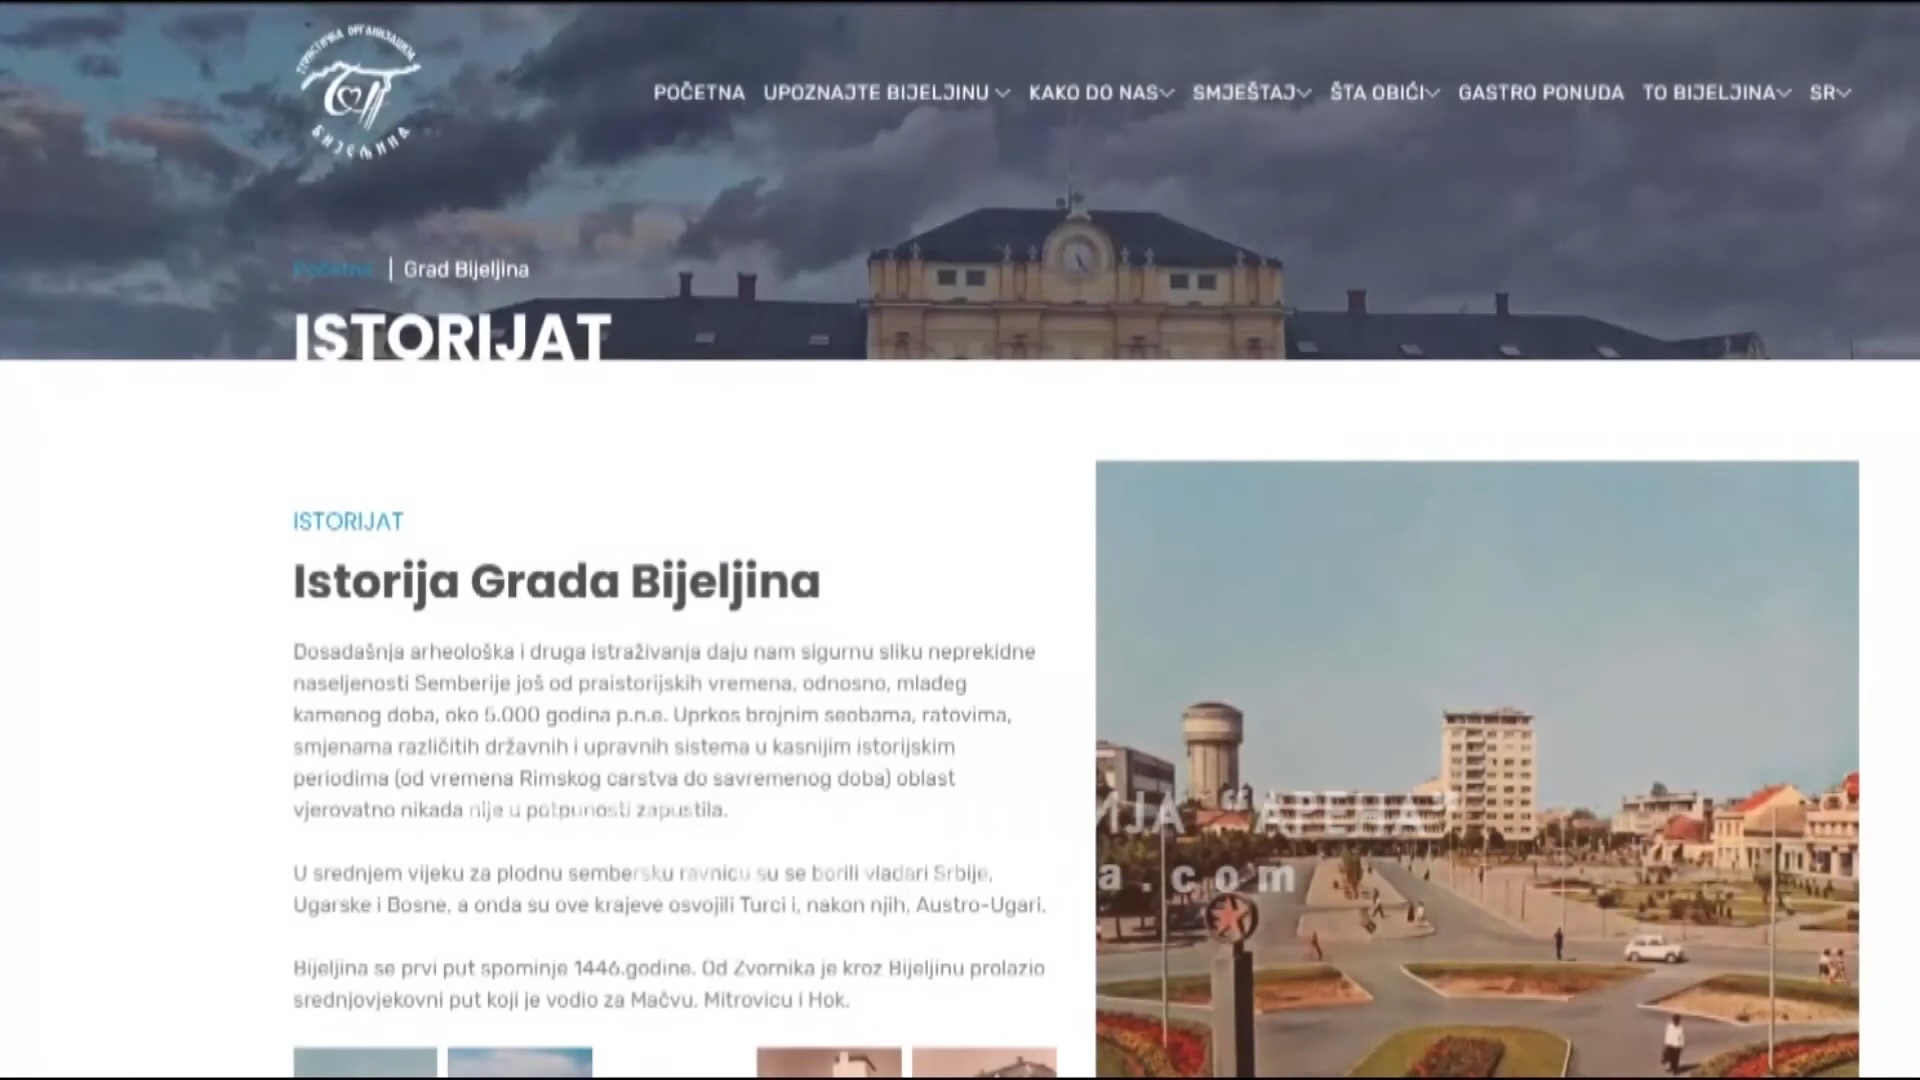 ТУРИСТИЧКА ОРГАНИЗАЦИЈА
БИЈЕЉИНА
POČETNA UPOZNAJTE BIJELJINU KAKO DO NAS SMJEŠTAJ ŠTA OBIĆI GASTRO PONUDA TO BIJELJINA SR
Početna | Grad Bijeljina
ISTORIJAT
ISTORIJAT
Istorija Grada Bijeljina
Dosadašnja arheološka i druga istraživanja daju nam sigurnu sliku neprekidne
naseljenosti Semberije još od praistorijskih vremena, odnosno, mlađeg
kamenog doba, oko 5.000 godina p.n.e. Uprkos brojnim seobama, ratovima,
smjenama različitih državnih i upravnih sistema u kasnijim istorijskim
periodima (od vremena Rimskog carstva do savremenog doba) oblast
vjerovatno nikada nije u potpunosti zapustila.
U srednjem vijeku za plodnu sembersku ravnicu su se borili vladari Srbije,
Ugarske i Bosne, a onda su ove krajeve osvojili Turci i, nakon njih, Austro-Ugari.
Bijeljina se prvi put spominje 1446.godine. Od Zvornika je kroz Bijeljinu prolazio
srednjovjekovni put koji je vodio za Mačvu, Mitrovicu i Hok.
"АРЕНА"
a.com